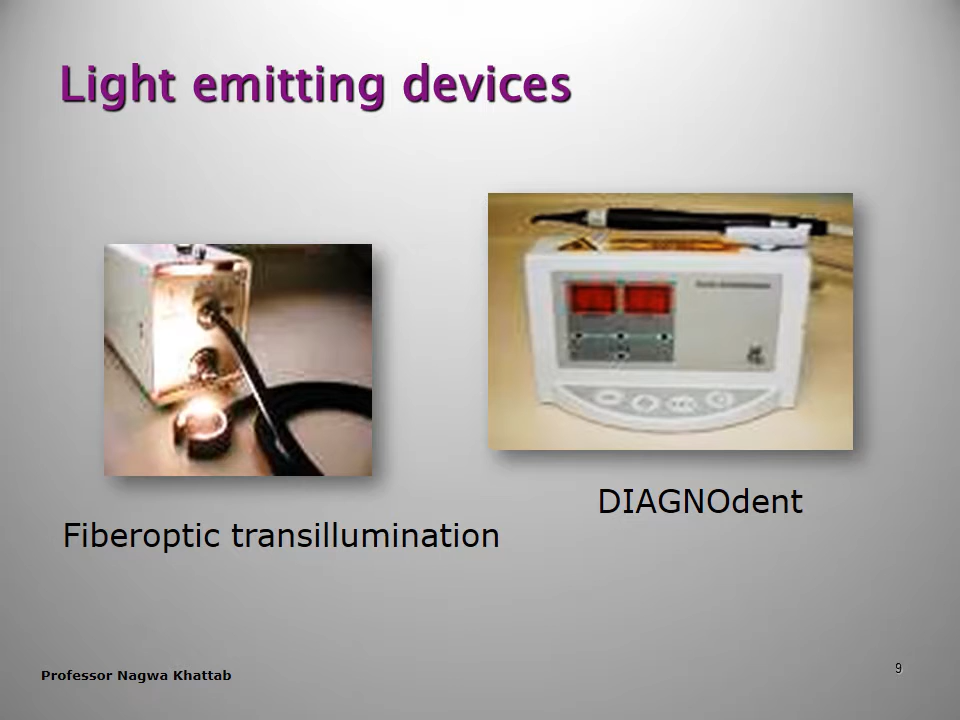 Light emitting devices
DIAGNOdent
Fiberoptic transillumination
Professor Nagwa Khattab
9